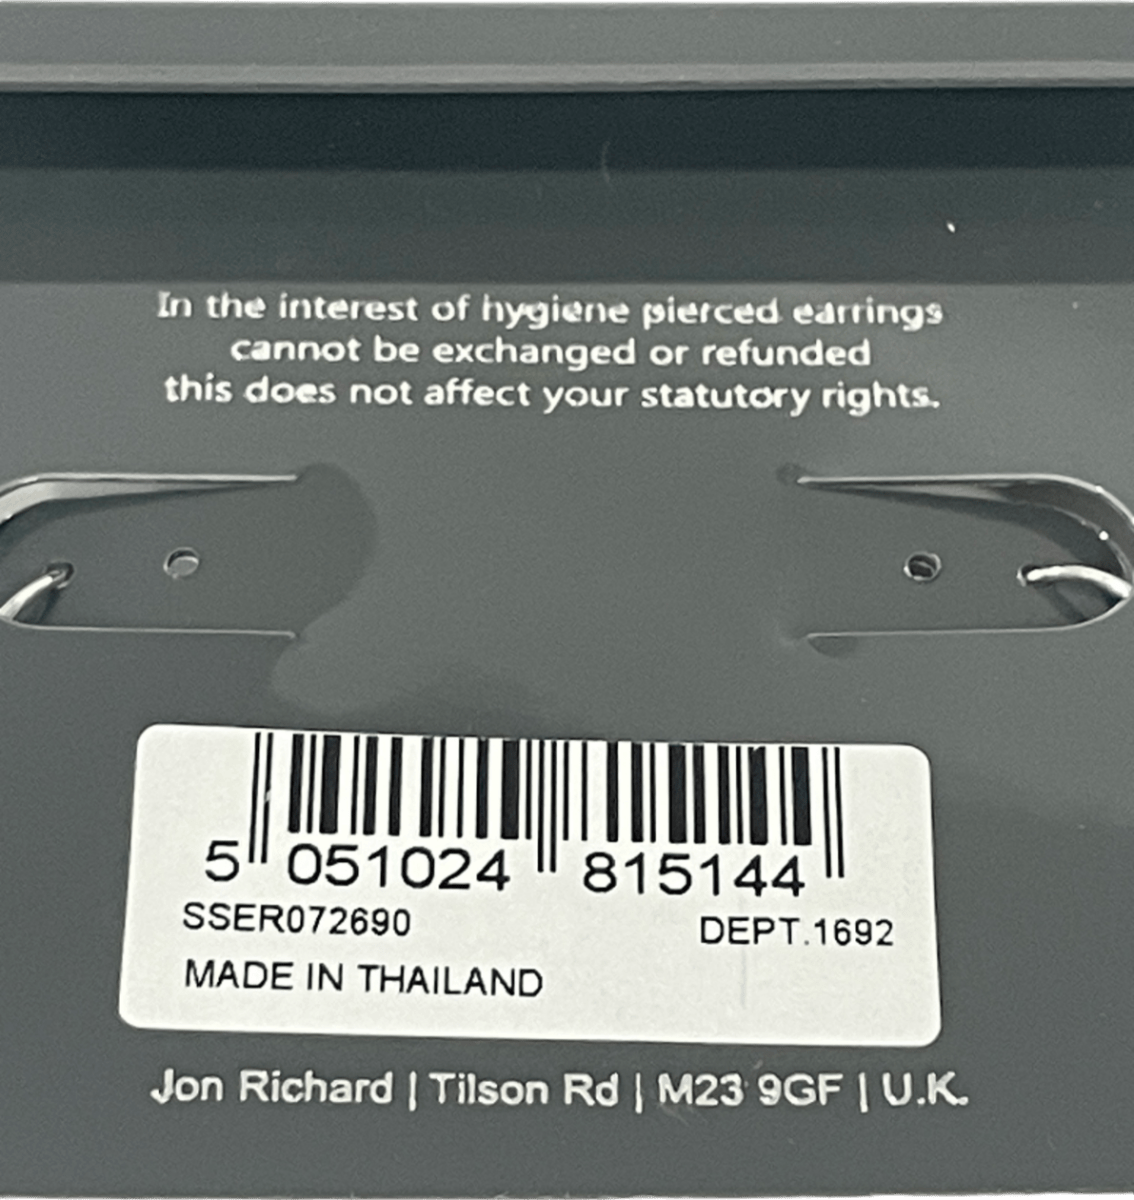 In the interest of hygiene pierced earrings
cannot be exchanged or refunded
this does not affect your statutory rights.
5 051024 815144
SSER072690 DEPT.1692
MADE IN THAILAND
Jon Richard | Tilson Rd | M23 9GF | U.K.